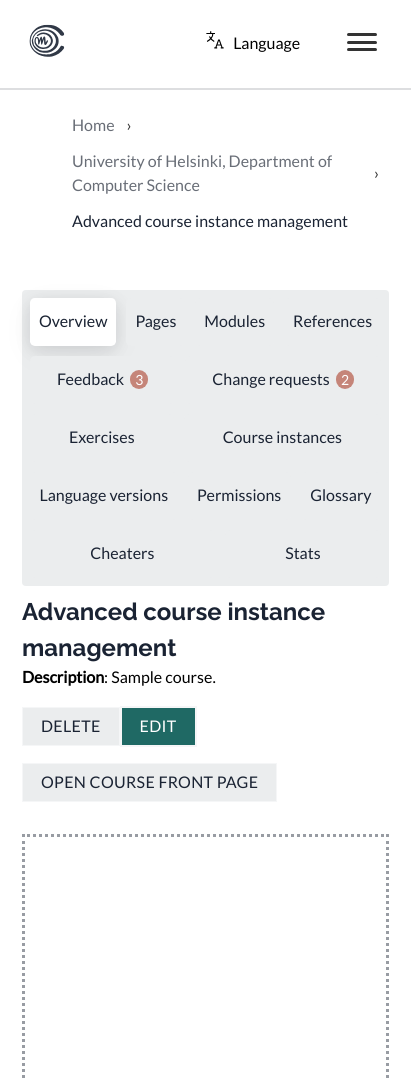 Language
Home ›
University of Helsinki, Department of
Computer Science ›
Advanced course instance management
Overview Pages Modules References
Feedback 3 Change requests 2
Exercises Course instances
Language versions Permissions Glossary
Cheaters Stats
Advanced course instance
management
Description: Sample course.
DELETE EDIT
OPEN COURSE FRONT PAGE